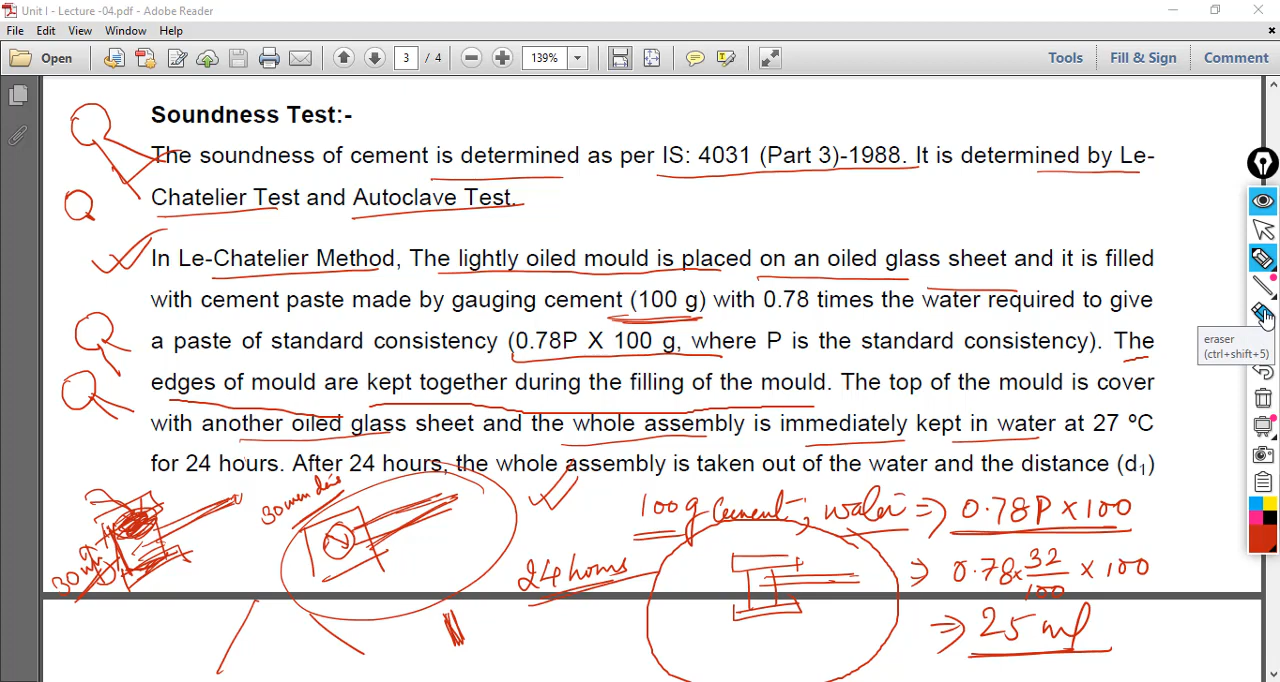 Unit I - Lecture -04.pdf - Adobe Reader
File Edit View Window Help
Open 3 / 4 139% Tools Fill & Sign Comment
Soundness Test:-
The soundness of cement is determined as per IS: 4031 (Part 3)-1988. It is determined by Le-
Chatelier Test and Autoclave Test.
In Le-Chatelier Method, The lightly oiled mould is placed on an oiled glass sheet and it is filled
with cement paste made by gauging cement (100 g) with 0.78 times the water required to give
a paste of standard consistency (0.78P X 100 g, where P is the standard consistency). The
eraser
(ctrl+shift+5)
edges of mould are kept together during the filling of the mould. The top of the mould is cover
with another oiled glass sheet and the whole assembly is immediately kept in water at 27 ºC
for 24 hours. After 24 hours, the whole assembly is taken out of the water and the distance (d₁)
30 mm
30 mm dia
24 hours
100g cement, water ⇒ 0.78P × 100
⇒ 0.78 × 32/100 × 100
⇒ 25 ml